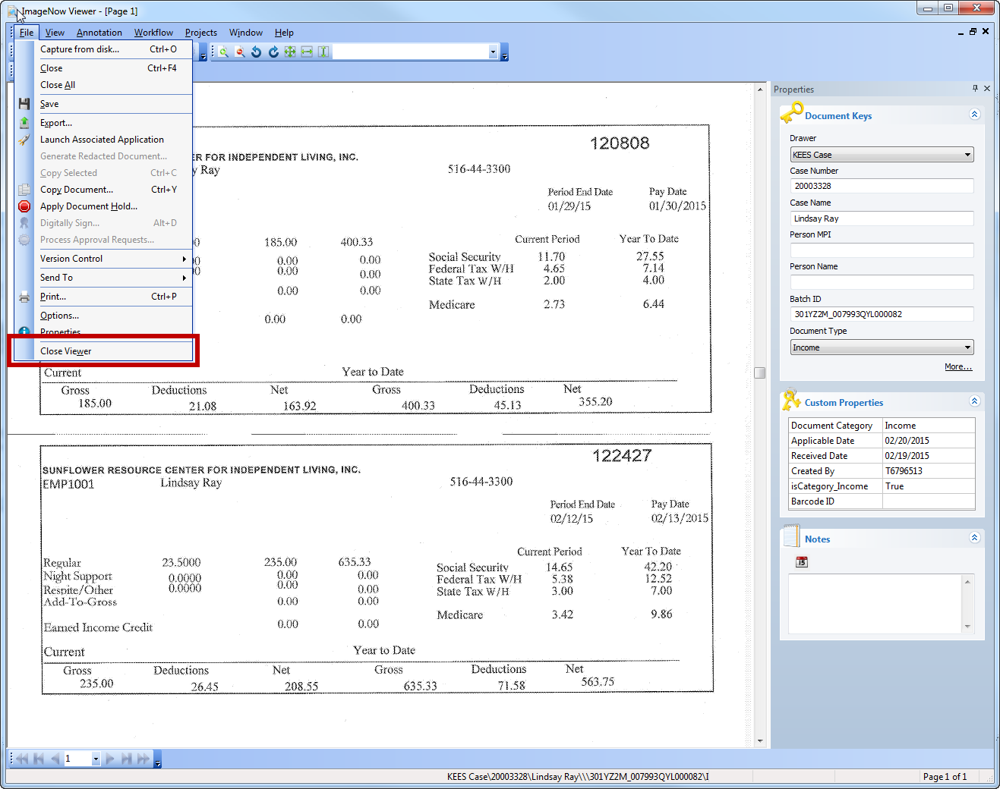 ImageNow Viewer - [Page 1]
File View Annotation Workflow Projects Window Help
Capture from disk... Ctrl+O
Close Ctrl+F4
Close All
Save
Export...
Launch Associated Application
Generate Redacted Document...
Copy Selected Ctrl+C
Copy Document... Ctrl+Y
Apply Document Hold...
Digitally Sign... Alt+D
Process Approval Requests...
Version Control
Send To
Print... Ctrl+P
Options...
Properties
Close Viewer
120808
ER FOR INDEPENDENT LIVING, INC.
y Ray 516-44-3300
Period End Date Pay Date
01/29/15 01/30/2015
Current Period Year To Date
185.00 400.33
0.00 0.00
0.00 0.00
0.00 0.00
0.00 0.00
Social Security 11.70 27.55
Federal Tax W/H 4.65 7.14
State Tax W/H 2.00 4.00
Medicare 2.73 6.44
Current Year to Date
Gross Deductions Net Gross Deductions Net
185.00 21.08 163.92 400.33 45.13 355.20
122427
SUNFLOWER RESOURCE CENTER FOR INDEPENDENT LIVING, INC.
EMP1001 Lindsay Ray 516-44-3300
Period End Date Pay Date
02/12/15 02/13/2015
Current Period Year To Date
Regular 23.5000 235.00 635.33
Night Support 0.0000 0.00 0.00
Respite/Other 0.0000 0.00 0.00
Add-To-Gross 0.00 0.00
Earned Income Credit 0.00 0.00
Social Security 14.65 42.20
Federal Tax W/H 5.38 12.52
State Tax W/H 3.00 7.00
Medicare 3.42 9.86
Current Year to Date
Gross Deductions Net Gross Deductions Net
235.00 26.45 208.55 635.33 71.58 563.75
Properties
Document Keys
Drawer
KEES Case
Case Number
20003328
Case Name
Lindsay Ray
Person MPI
Person Name
Batch ID
301YZ2M_007993QYL000082
Document Type
Income
More...
Custom Properties
Document Category Income
Applicable Date 02/20/2015
Received Date 02/19/2015
Created By T6796513
isCategory_Income True
Barcode ID
Notes
15
1
KEES Case\20003328\Lindsay Ray\\\301YZ2M_007993QYL000082\I
Page 1 of 1